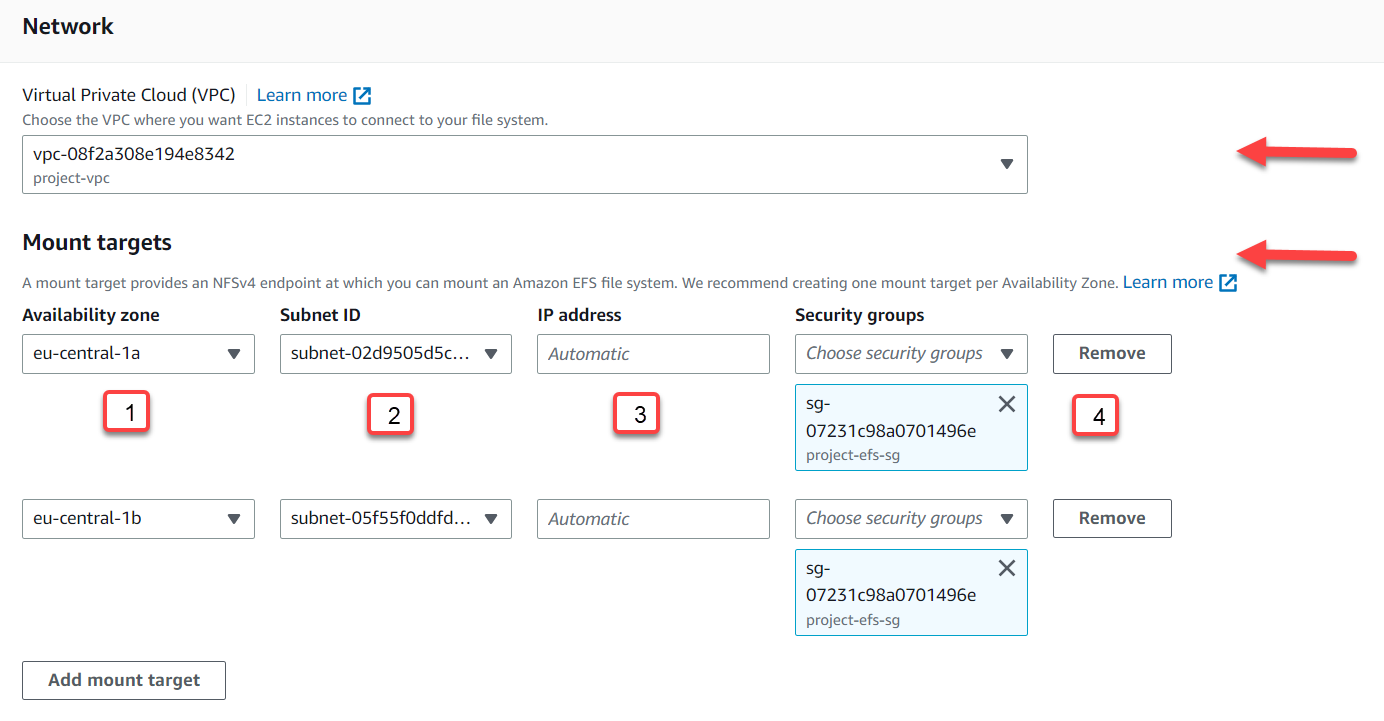 Network
Virtual Private Cloud (VPC) Learn more
Choose the VPC where you want EC2 instances to connect to your file system.
vpc-08f2a308e194e8342
project-vpc
Mount targets
A mount target provides an NFSv4 endpoint at which you can mount an Amazon EFS file system. We recommend creating one mount target per Availability Zone. Learn more
Availability zone Subnet ID IP address Security groups
eu-central-1a subnet-02d9505d5c... Automatic Choose security groups Remove
1 2 3 4
sg-
07231c98a0701496e
project-efs-sg
eu-central-1b subnet-05f55f0ddfd... Automatic Choose security groups Remove
sg-
07231c98a0701496e
project-efs-sg
Add mount target